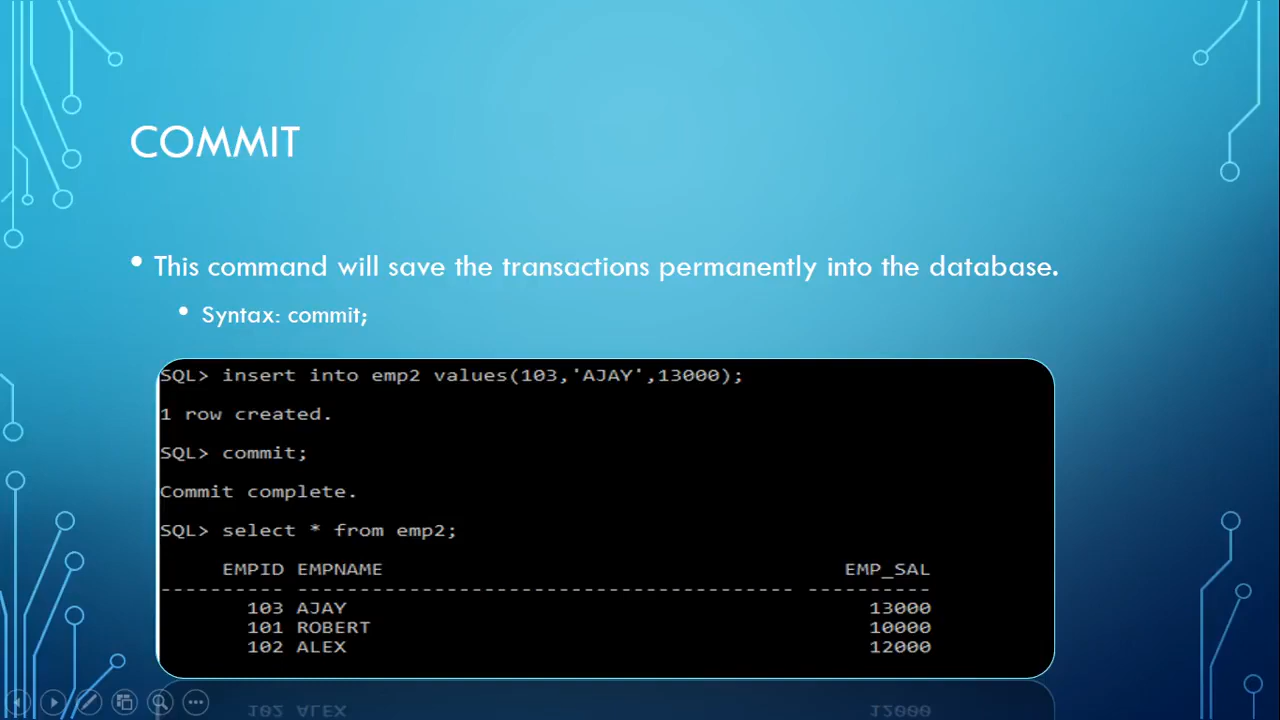 COMMIT
• This command will save the transactions permanently into the database.
• Syntax: commit;
SQL> insert into emp2 values(103,'AJAY',13000);
1 row created.
SQL> commit;
Commit complete.
SQL> select * from emp2;
EMPID EMPNAME EMP_SAL
---------- ---------------------------------------- ----------
103 AJAY 13000
101 ROBERT 10000
102 ALEX 12000